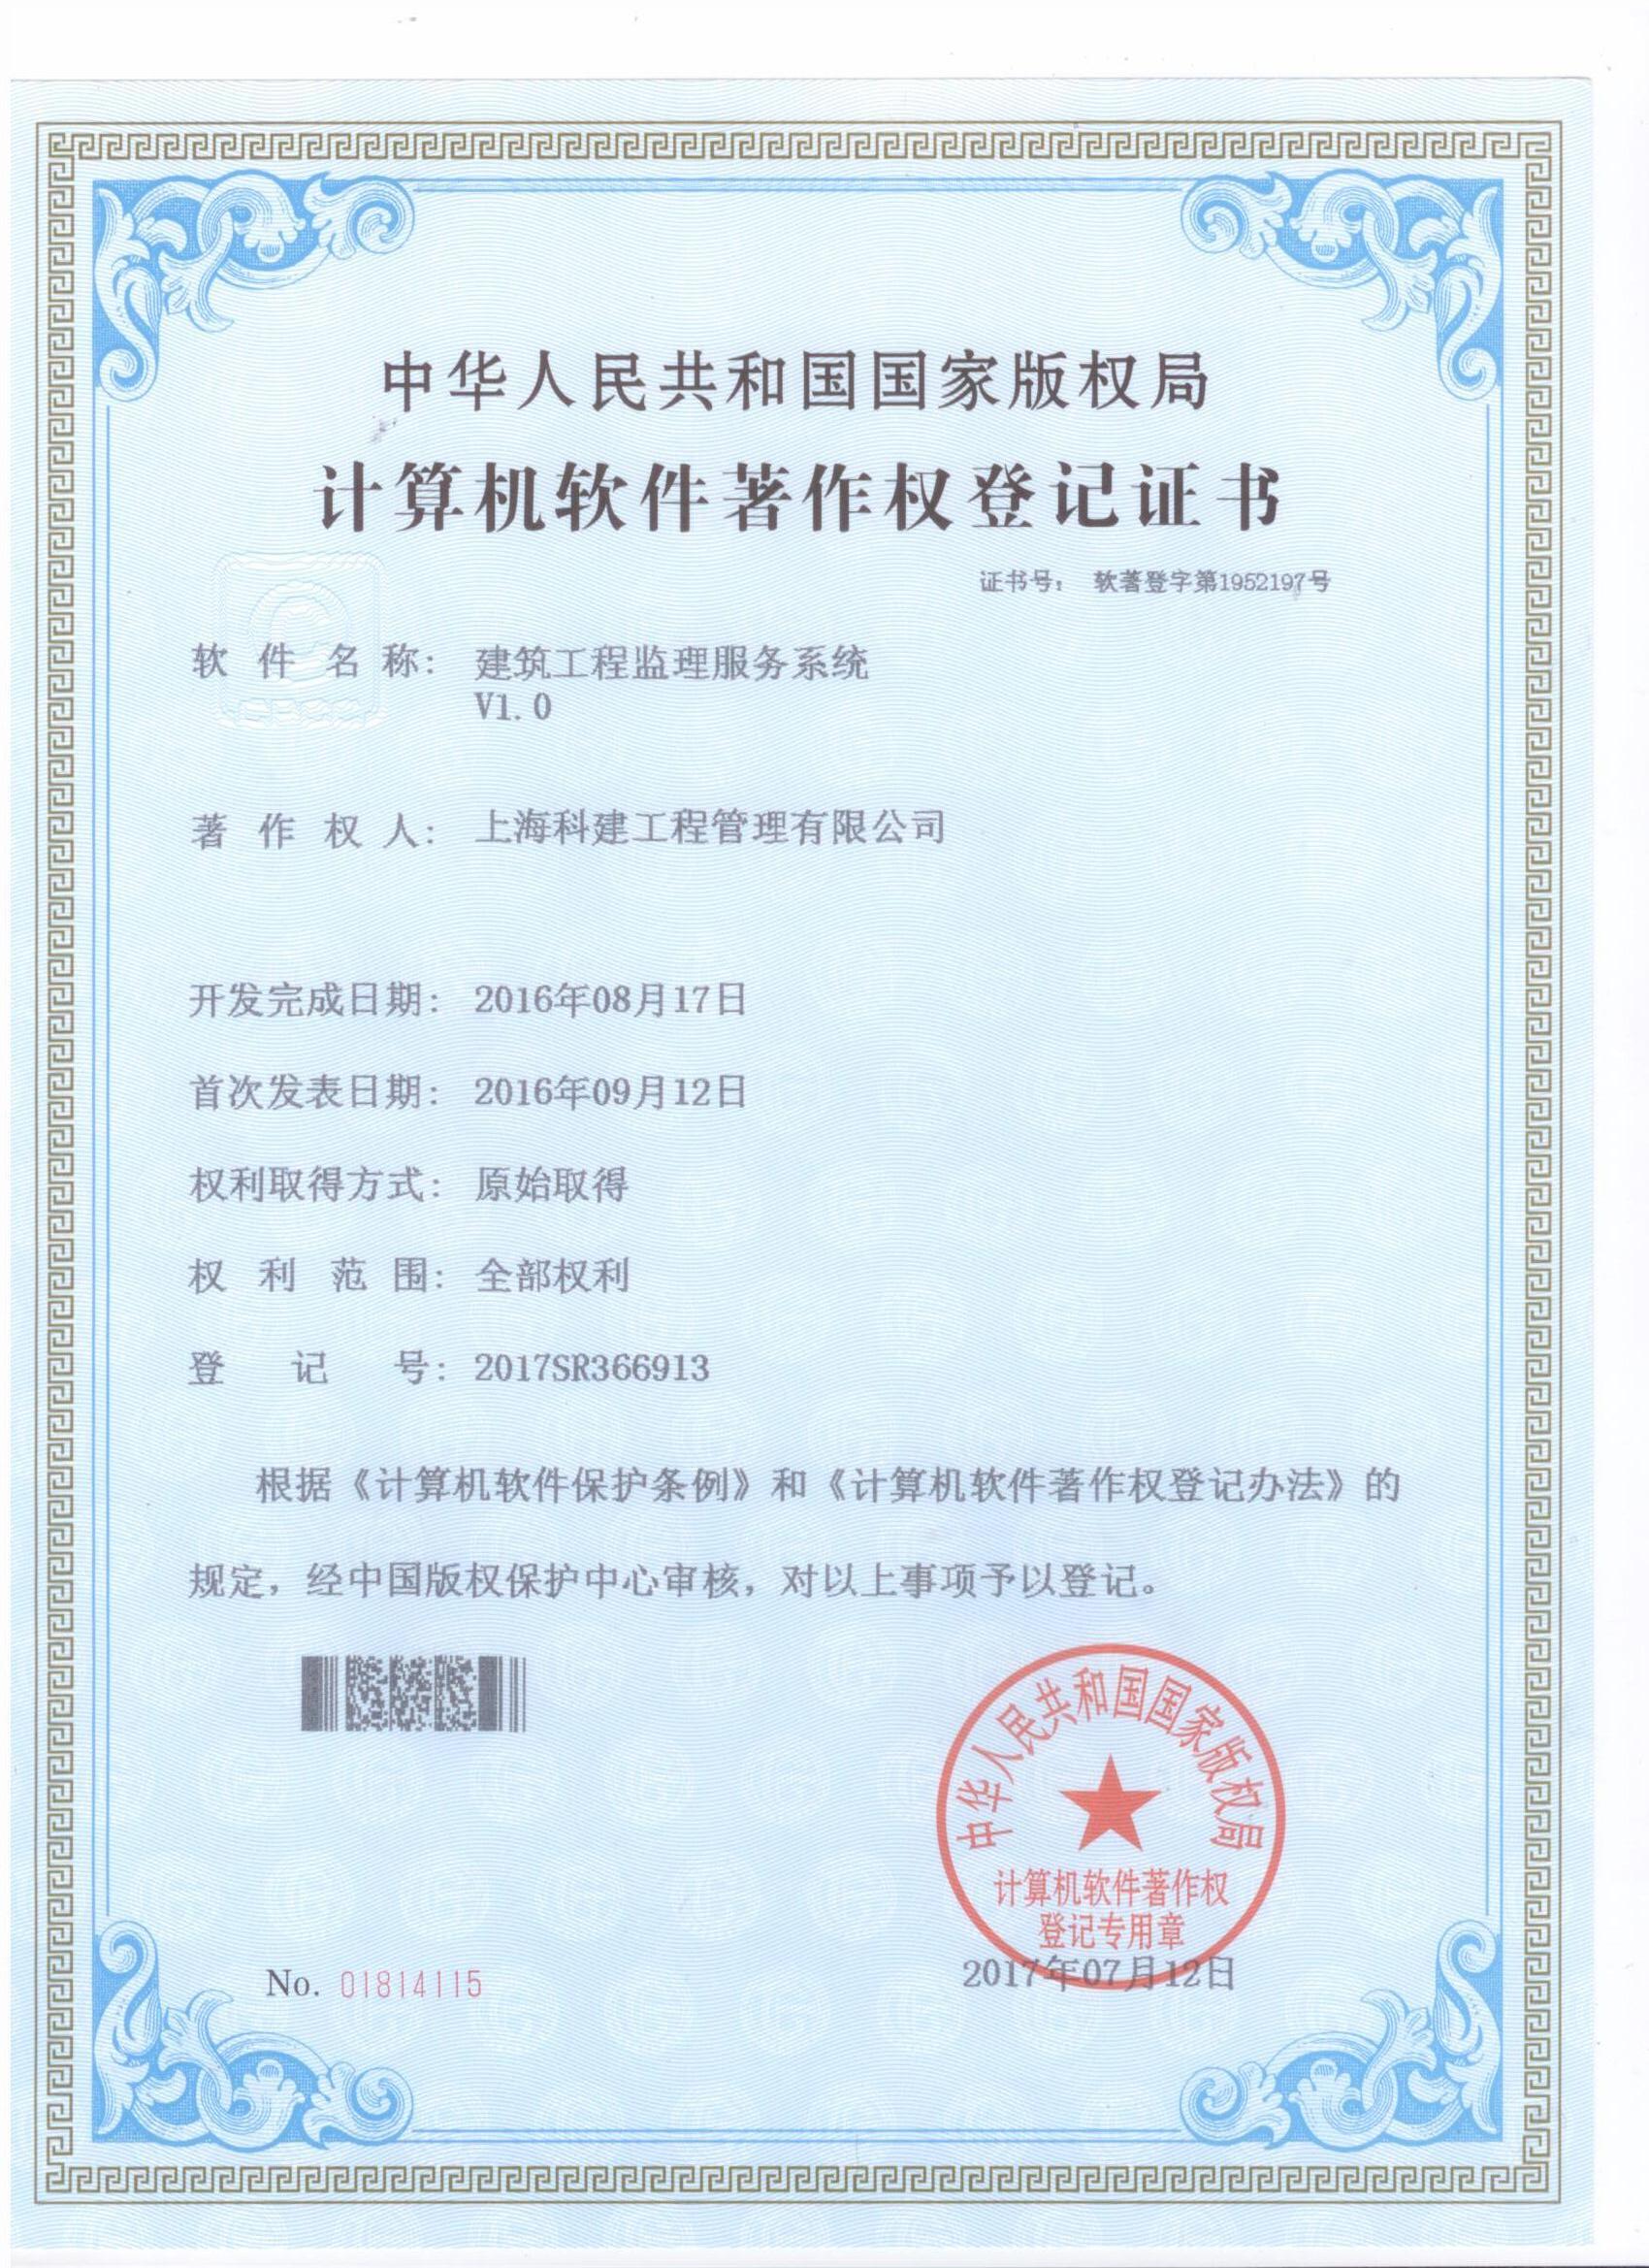 中华人民共和国国家版权局
计算机软件著作权登记证书
证书号： 软著登字第1952197号
软件名称： 建筑工程监理服务系统
V1.0
著作权人： 上海科建工程管理有限公司
开发完成日期： 2016年08月17日
首次发表日期： 2016年09月12日
权利取得方式： 原始取得
权利范围： 全部权利
登记号： 2017SR366913
根据《计算机软件保护条例》和《计算机软件著作权登记办法》的
规定，经中国版权保护中心审核，对以上事项予以登记。
中华人民共和国国家版权局
计算机软件著作权
登记专用章
2017年07月12日
No. 01814115